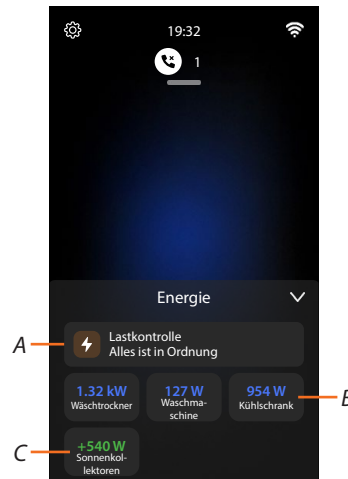 19:32
1
Energie
A
Lastkontrolle
Alles ist in Ordnung
1.32 kW
Wäschtrockner
127 W
Waschma-
schine
954 W
Kühlschrank
B
C
+540 W
Sonnenkol-
lektoren